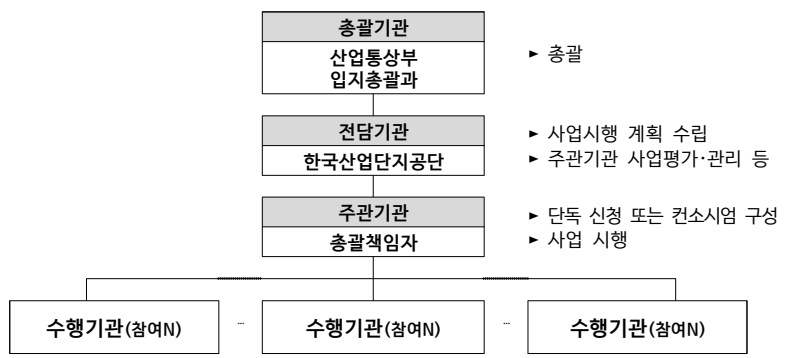 총괄기관
산업통상부
입지총괄과
► 총괄
전담기관
한국산업단지공단
► 사업시행 계획 수립
► 주관기관 사업평가·관리 등
주관기관
총괄책임자
► 단독 신청 또는 컨소시엄 구성
► 사업 시행
수행기관(참여N) ... 수행기관(참여N) ... 수행기관(참여N)